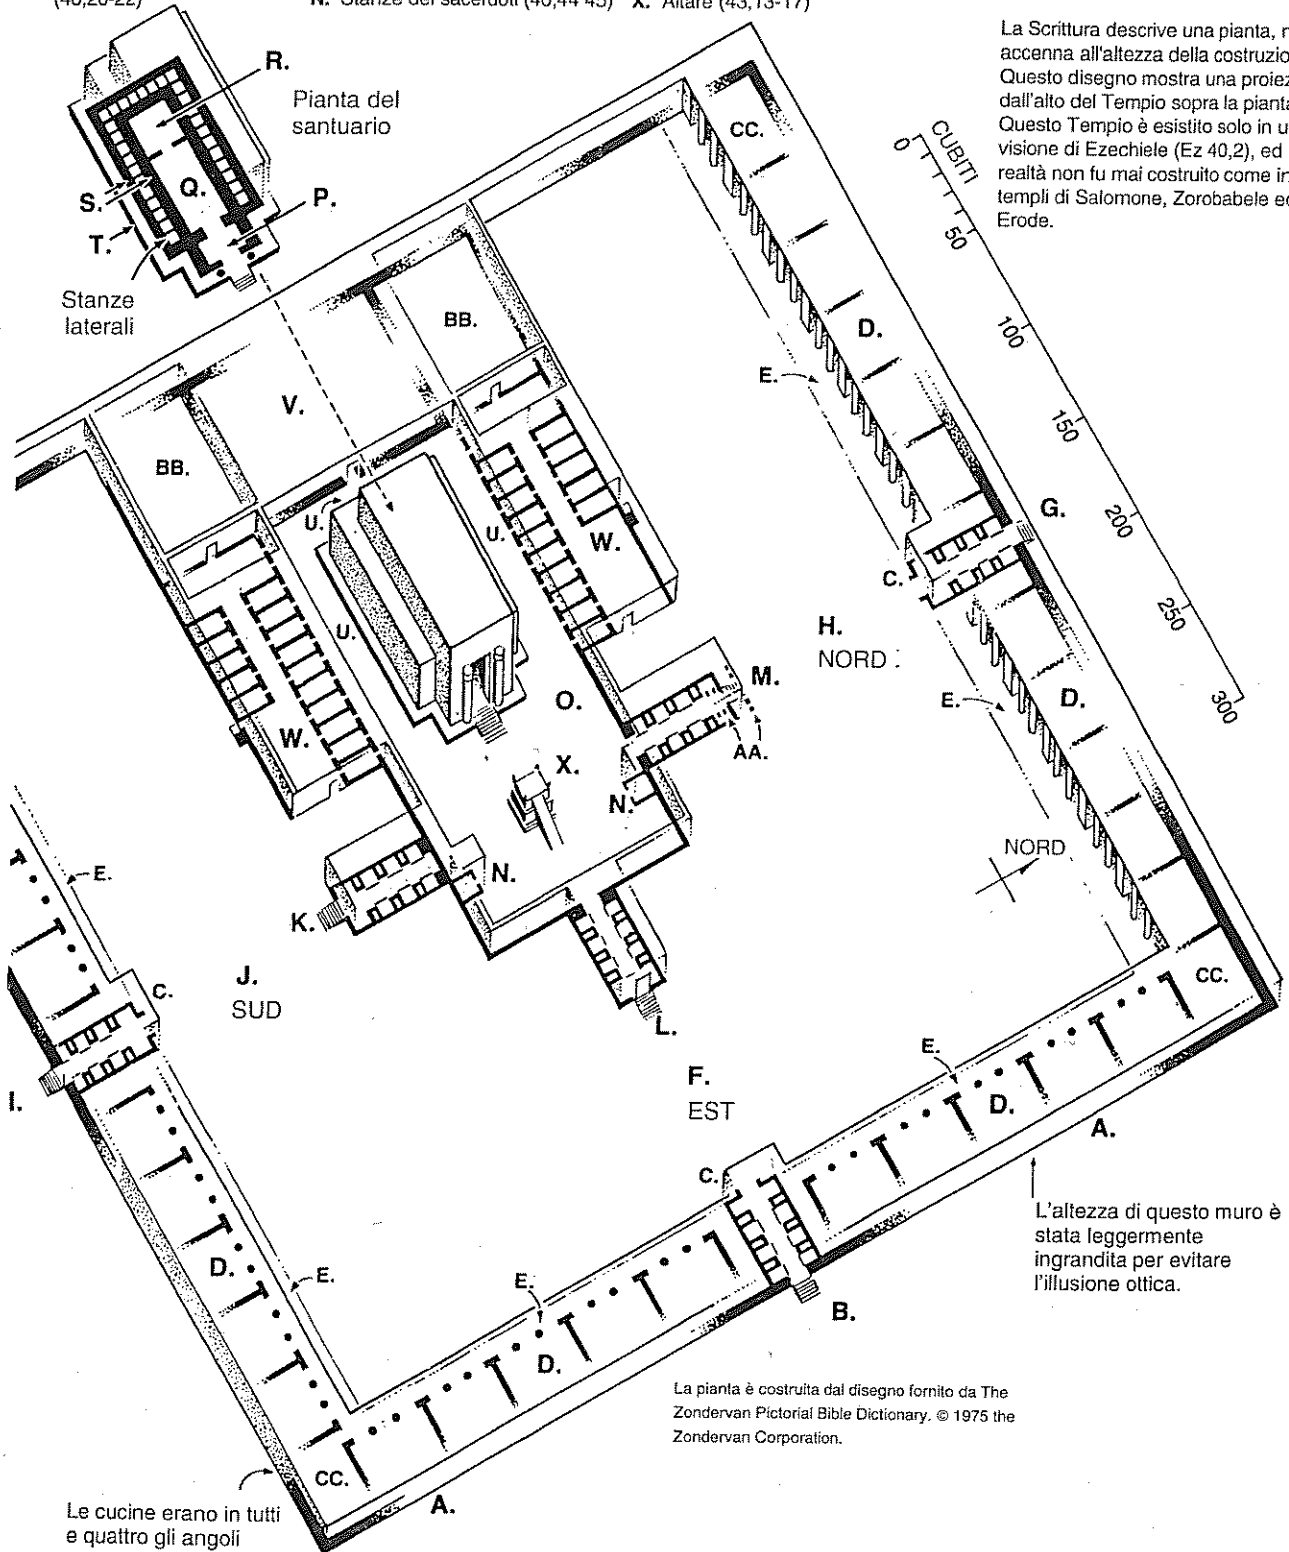 (40,20-22)
N. Stanze dei sacerdoti (40,44-45) X. Altare (43,13-17)
La Scrittura descrive una pianta,
accenna all'altezza della
Questo disegno mostra una
dall'alto del Tempio sopra la pianta
Questo Tempio è esistito solo in
visione di Ezechiele (Ez 40,2), ed
realtà non fu mai costruito come
templi di Salomone, Zorobabele
Erode.
R.
Pianta del
santuario
Q.
S.
P.
T.
Stanze
laterali
CC.
CUBITI
0
50
100
150
200
250
300
BB.
D.
E.
V.
BB.
U.
U.
W.
G.
C.
U.
H.
NORD
M.
E.
D.
O.
W.
AA.
X.
N.
NORD
E.
N.
K.
CC.
C.
J.
SUD
L.
E.
I.
F.
EST
D.
A.
C.
L'altezza di questo muro è
stata leggermente
ingrandita per evitare
l'illusione ottica.
D.
E.
E.
B.
D.
La pianta è costruita dal disegno fornito da The
Zondervan Pictorial Bible Dictionary. © 1975 the
Zondervan Corporation.
CC.
A.
Le cucine erano in tutti
e quattro gli angoli